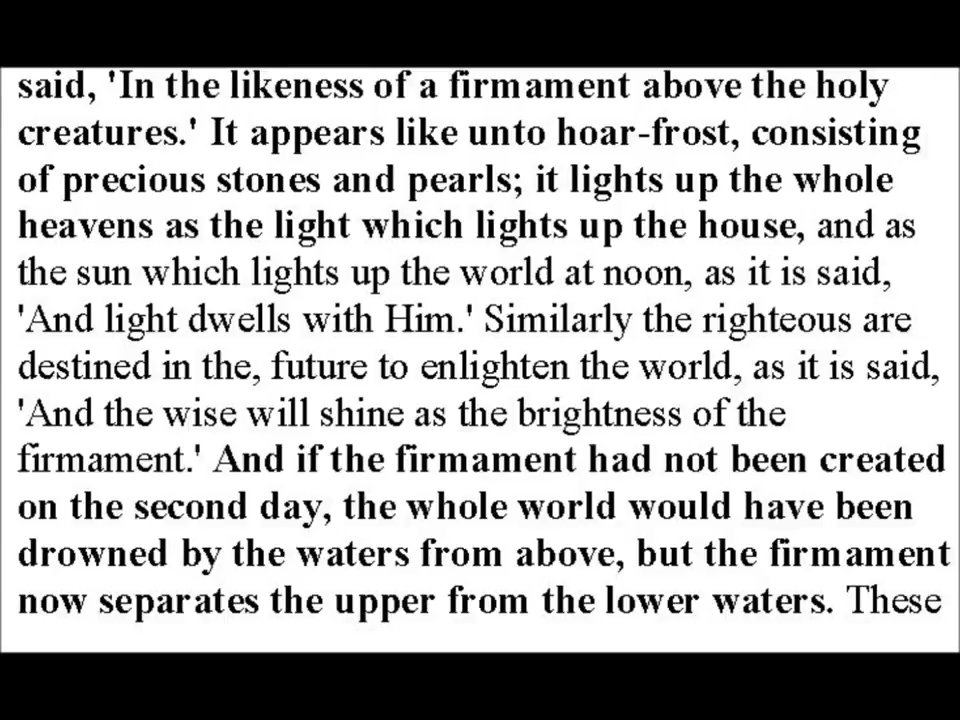 said, 'In the likeness of a firmament above the holy
creatures.' It appears like unto hoar-frost, consisting
of precious stones and pearls; it lights up the whole
heavens as the light which lights up the house, and as
the sun which lights up the world at noon, as it is said,
'And light dwells with Him.' Similarly the righteous are
destined in the, future to enlighten the world, as it is said,
'And the wise will shine as the brightness of the
firmament.' And if the firmament had not been created
on the second day, the whole world would have been
drowned by the waters from above, but the firmament
now separates the upper from the lower waters. These